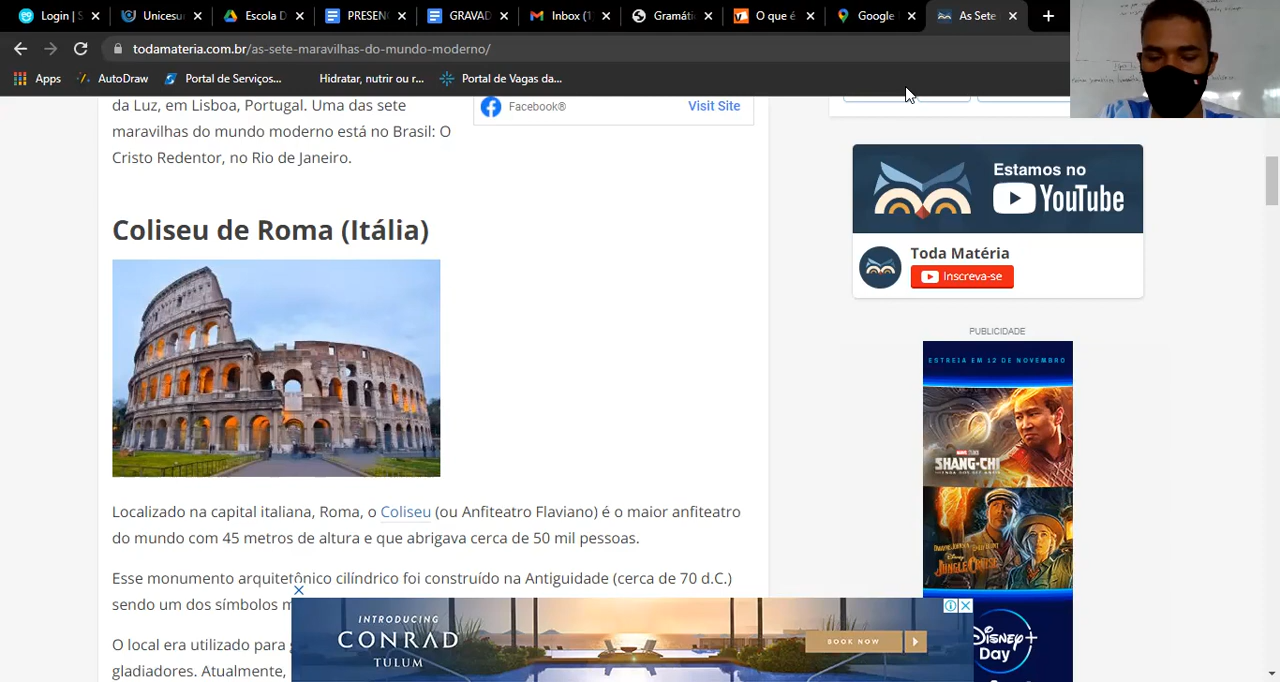 Login | S
Unicesu
Escola D
PRESEN
GRAVAD
Inbox (1
Gramáti
O que é
Google
As Sete
todamateria.com.br/as-sete-maravilhas-do-mundo-moderno/
Apps
AutoDraw
Portal de Serviços...
Hidratar, nutrir ou r...
Portal de Vagas da...
da Luz, em Lisboa, Portugal. Uma das sete
maravilhas do mundo moderno está no Brasil: O
Cristo Redentor, no Rio de Janeiro.
Facebook®
Visit Site
Coliseu de Roma (Itália)
Localizado na capital italiana, Roma, o Coliseu (ou Anfiteatro Flaviano) é o maior anfiteatro
do mundo com 45 metros de altura e que abrigava cerca de 50 mil pessoas.
Esse monumento arquitetônico cilíndrico foi construído na Antiguidade (cerca de 70 d.C.)
sendo um dos símbolos
O local era utilizado para
gladiadores. Atualmente,
INTRODUCING
CONRAD
TULUM
BOOK NOW
Estamos no
YouTube
Toda Matéria
Inscreva-se
PUBLICIDADE
ESTREIA EM 12 DE NOVEMBRO
MARVEL STUDIOS
SHANG-CHI
JUNGLE CRUISE
Disney+
Day